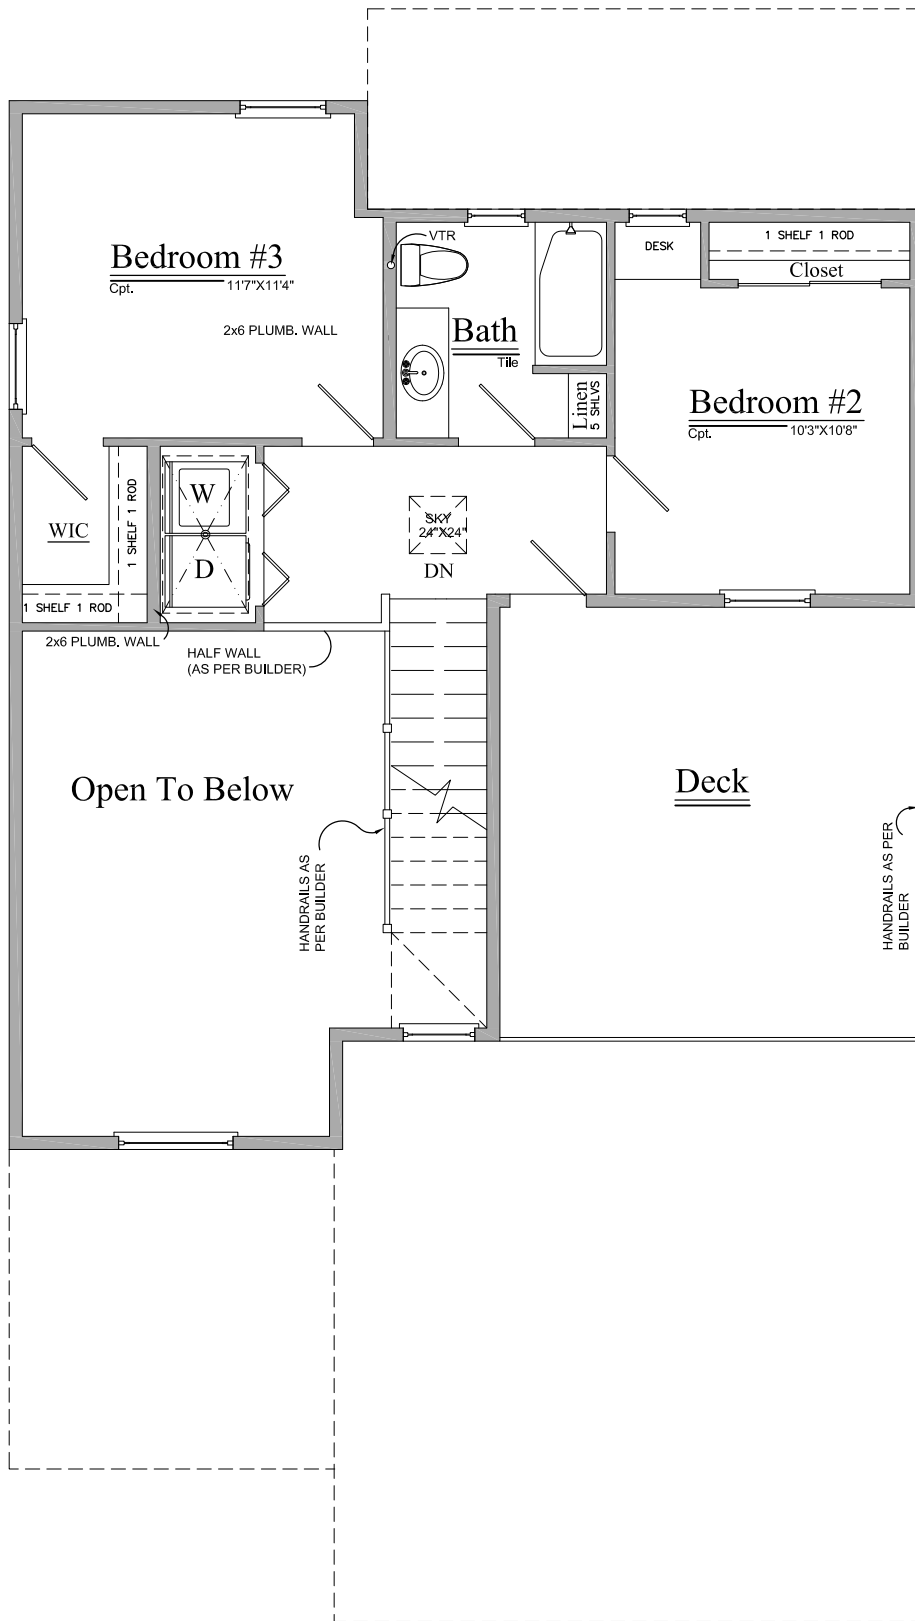 VTR
DESK
1 SHELF 1 ROD
Closet
Bedroom #3
Cpt.
11'7"X11'4"
2x6 PLUMB. WALL
Bath
Tile
Linen
5 SHLVS
Bedroom #2
Cpt.
10'3"X10'8"
W
D
WIC
1 SHELF 1 ROD
1 SHELF 1 ROD
SKY
24"X24"
DN
2x6 PLUMB. WALL
HALF WALL
(AS PER BUILDER)
Open To Below
Deck
HANDRAILS AS
PER BUILDER
HANDRAILS AS PER
BUILDER